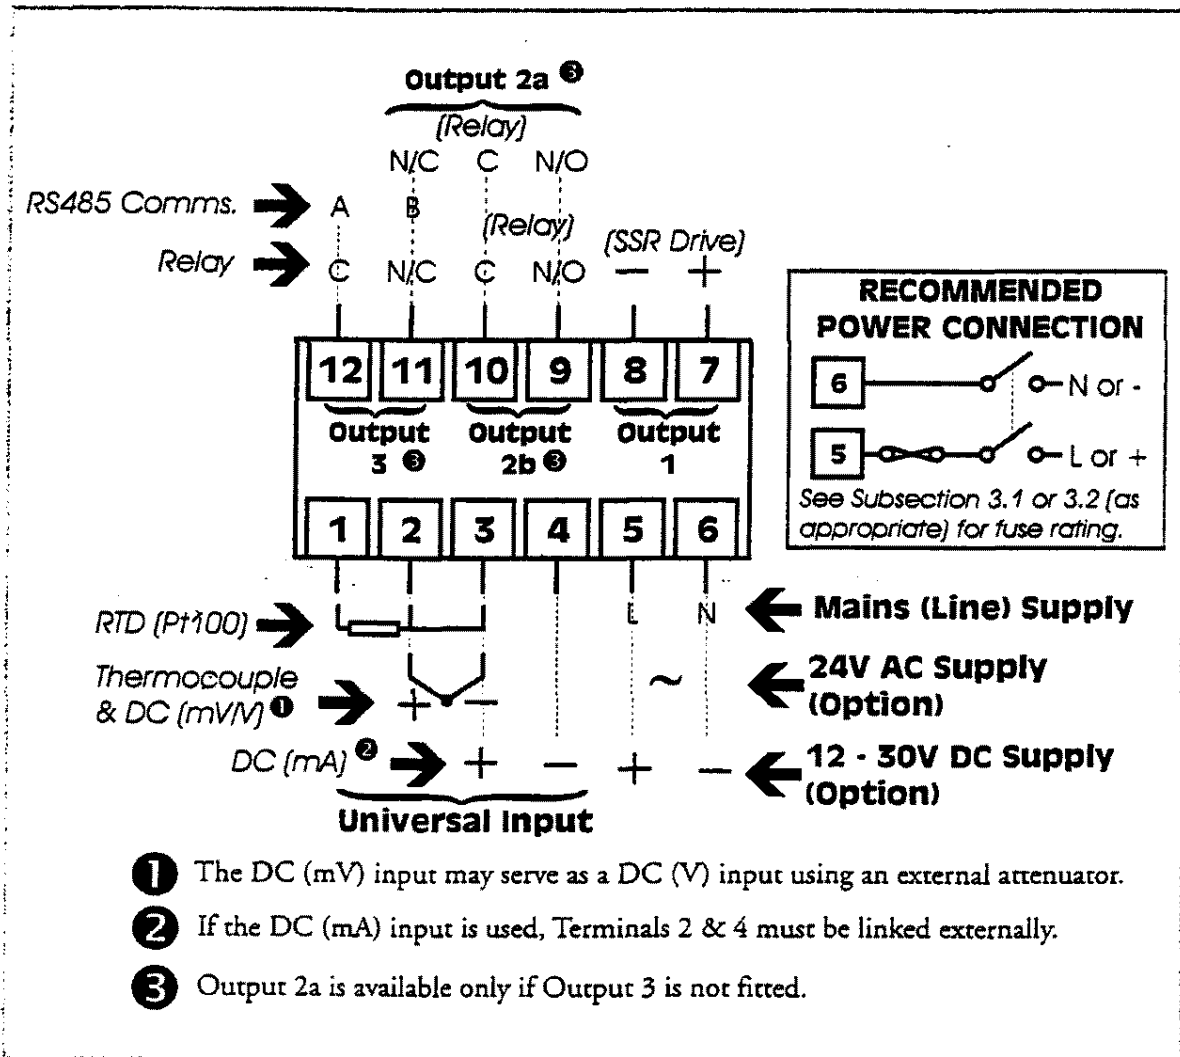 Output 2a ❸
(Relay)
N/C C N/O
RS485 Comms. A B
(Relay)
(SSR Drive)
Relay C N/C C N/O − +
12 11 10 9 8 7
Output 3 ❸
Output 2b ❸
Output 1
1 2 3 4 5 6
RECOMMENDED
POWER CONNECTION
6 N or -
5 L or +
See Subsection 3.1 or 3.2 (as
appropriate) for fuse rating.
RTD (Pt100)
L N Mains (Line) Supply
Thermocouple
& DC (mV/V) ❶ + −
~ 24V AC Supply
(Option)
DC (mA) ❷ + − + − 12 - 30V DC Supply
(Option)
Universal Input
❶ The DC (mV) input may serve as a DC (V) input using an external attenuator.
❷ If the DC (mA) input is used, Terminals 2 & 4 must be linked externally.
❸ Output 2a is available only if Output 3 is not fitted.